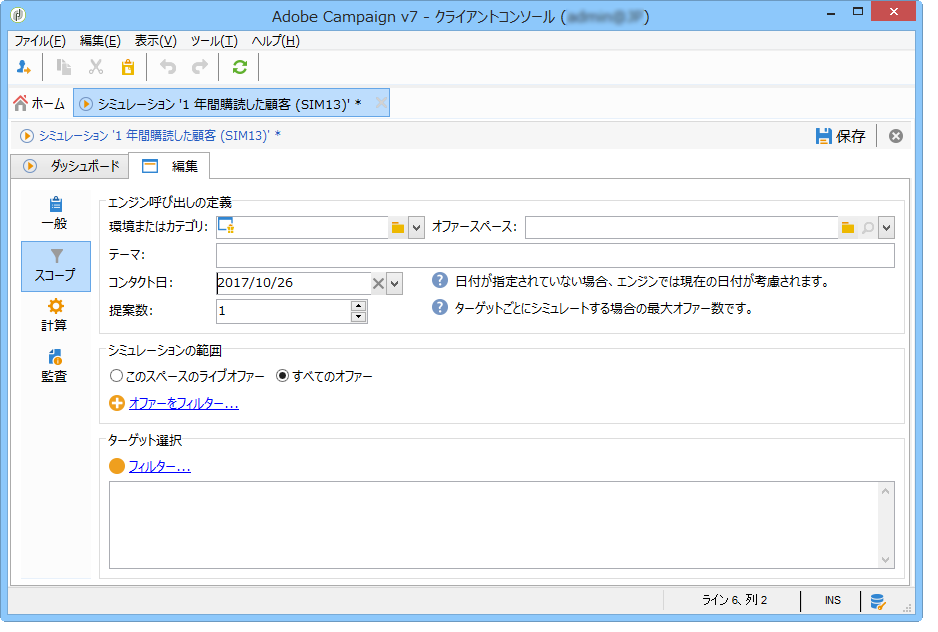 Adobe Campaign v7 - クライアントコンソール (
ファイル(F) 編集(E) 表示(V) ツール(T) ヘルプ(H)
ホーム シミュレーション '1 年間購読した顧客 (SIM13)' *
シミュレーション '1 年間購読した顧客 (SIM13)' * 保存
ダッシュボード 編集
一般
スコープ
計算
監査
エンジン呼び出しの定義
環境またはカテゴリ: オファースペース:
テーマ:
コンタクト日: 2017/10/26 日付が指定されていない場合、エンジンでは現在の日付が考慮されます。
提案数: 1 ターゲットごとにシミュレートする場合の最大オファー数です。
シミュレーションの範囲
このスペースのライブオファー すべてのオファー
オファーをフィルター...
ターゲット選択
フィルター...
ライン 6、列 2 INS